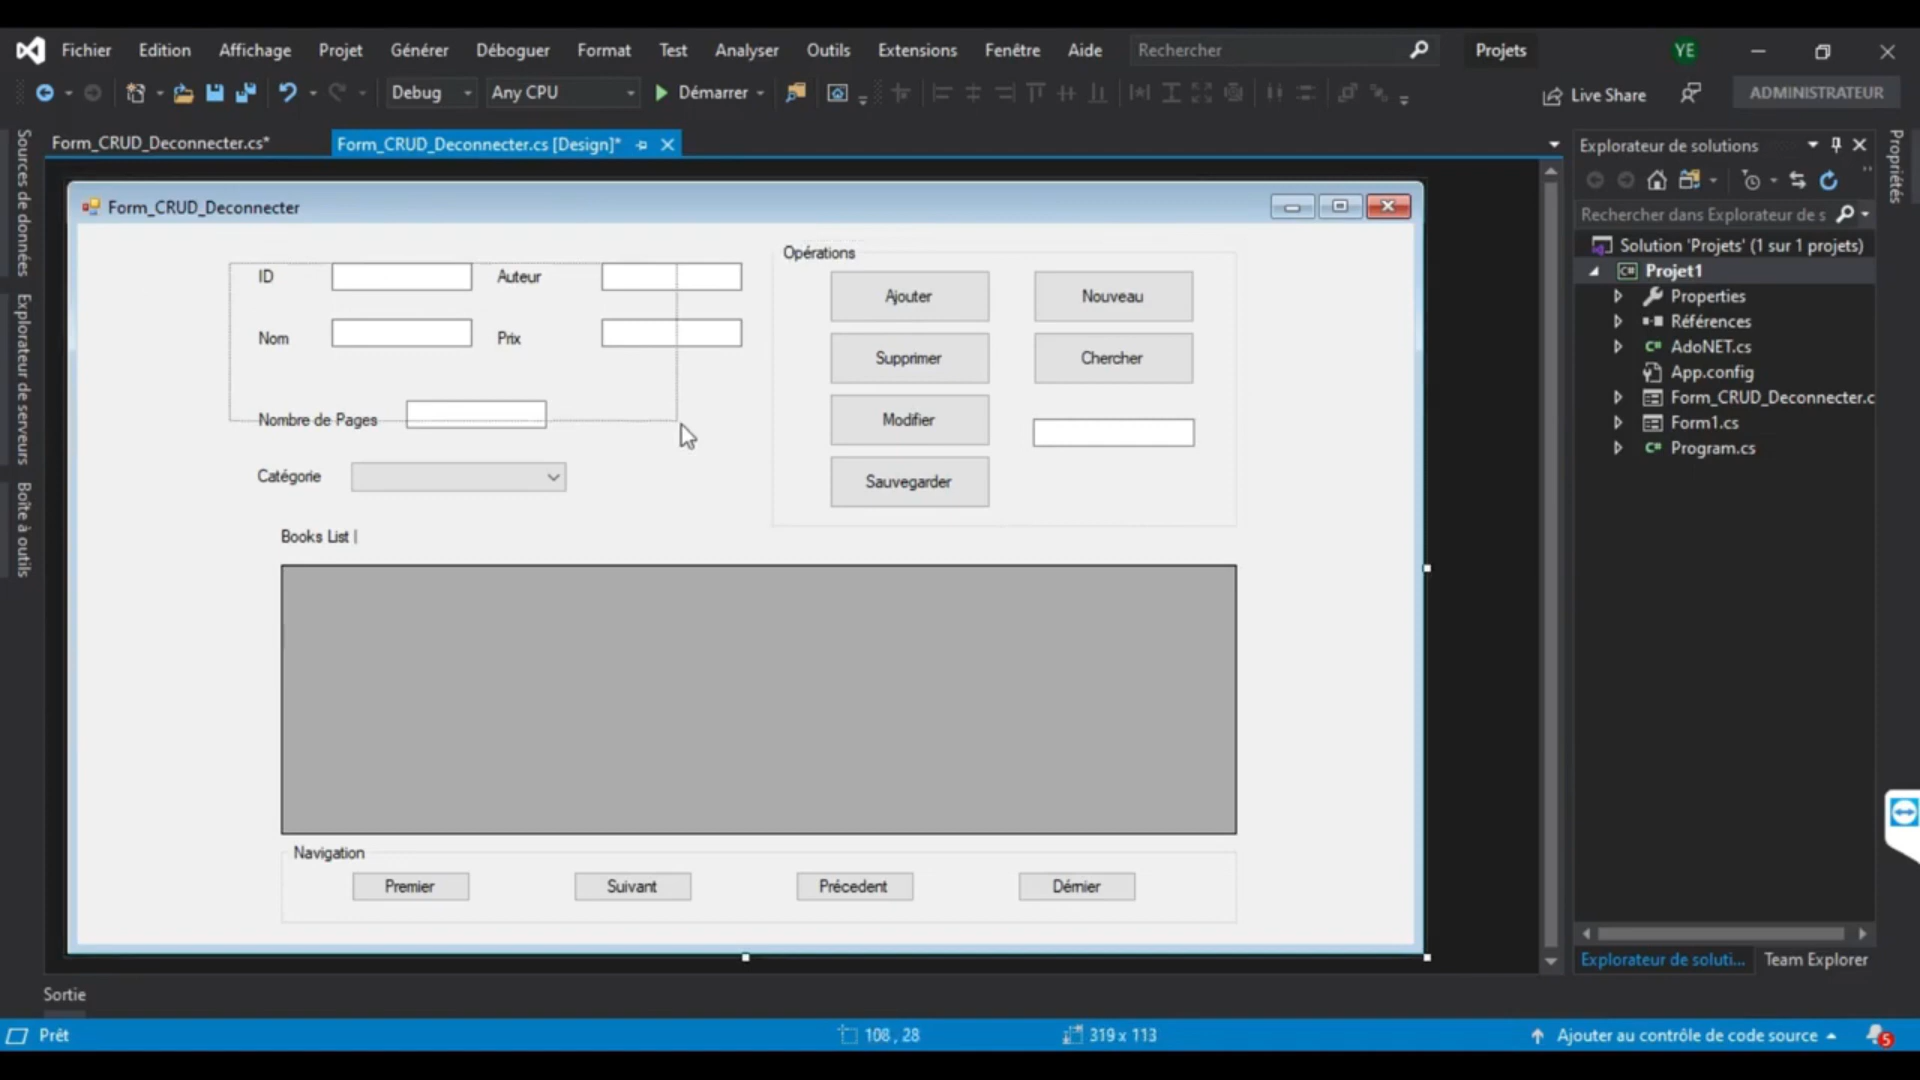 Fichier Edition Affichage Projet Générer Déboguer Format Test Analyser Outils Extensions Fenêtre Aide Rechercher Projets YE
Debug Any CPU Démarrer Live Share ADMINISTRATEUR
Form_CRUD_Deconnecter.cs* Form_CRUD_Deconnecter.cs [Design]*
Sources de données
Explorateur de serveurs
Boîte à outils
Form_CRUD_Deconnecter
ID Auteur
Nom Prix
Nombre de Pages
Catégorie
Opérations
Ajouter Nouveau
Supprimer Chercher
Modifier
Sauvegarder
Books List |
Navigation
Premier Suivant Précedent Dérnier
Explorateur de solutions
Rechercher dans Explorateur de s
Solution 'Projets' (1 sur 1 projets)
Projet1
Properties
Références
AdoNET.cs
App.config
Form_CRUD_Deconnecter.c
Form1.cs
Program.cs
Explorateur de soluti... Team Explorer
Propriétés
Sortie
Prêt 108 , 28 319 x 113 Ajouter au contrôle de code source 5